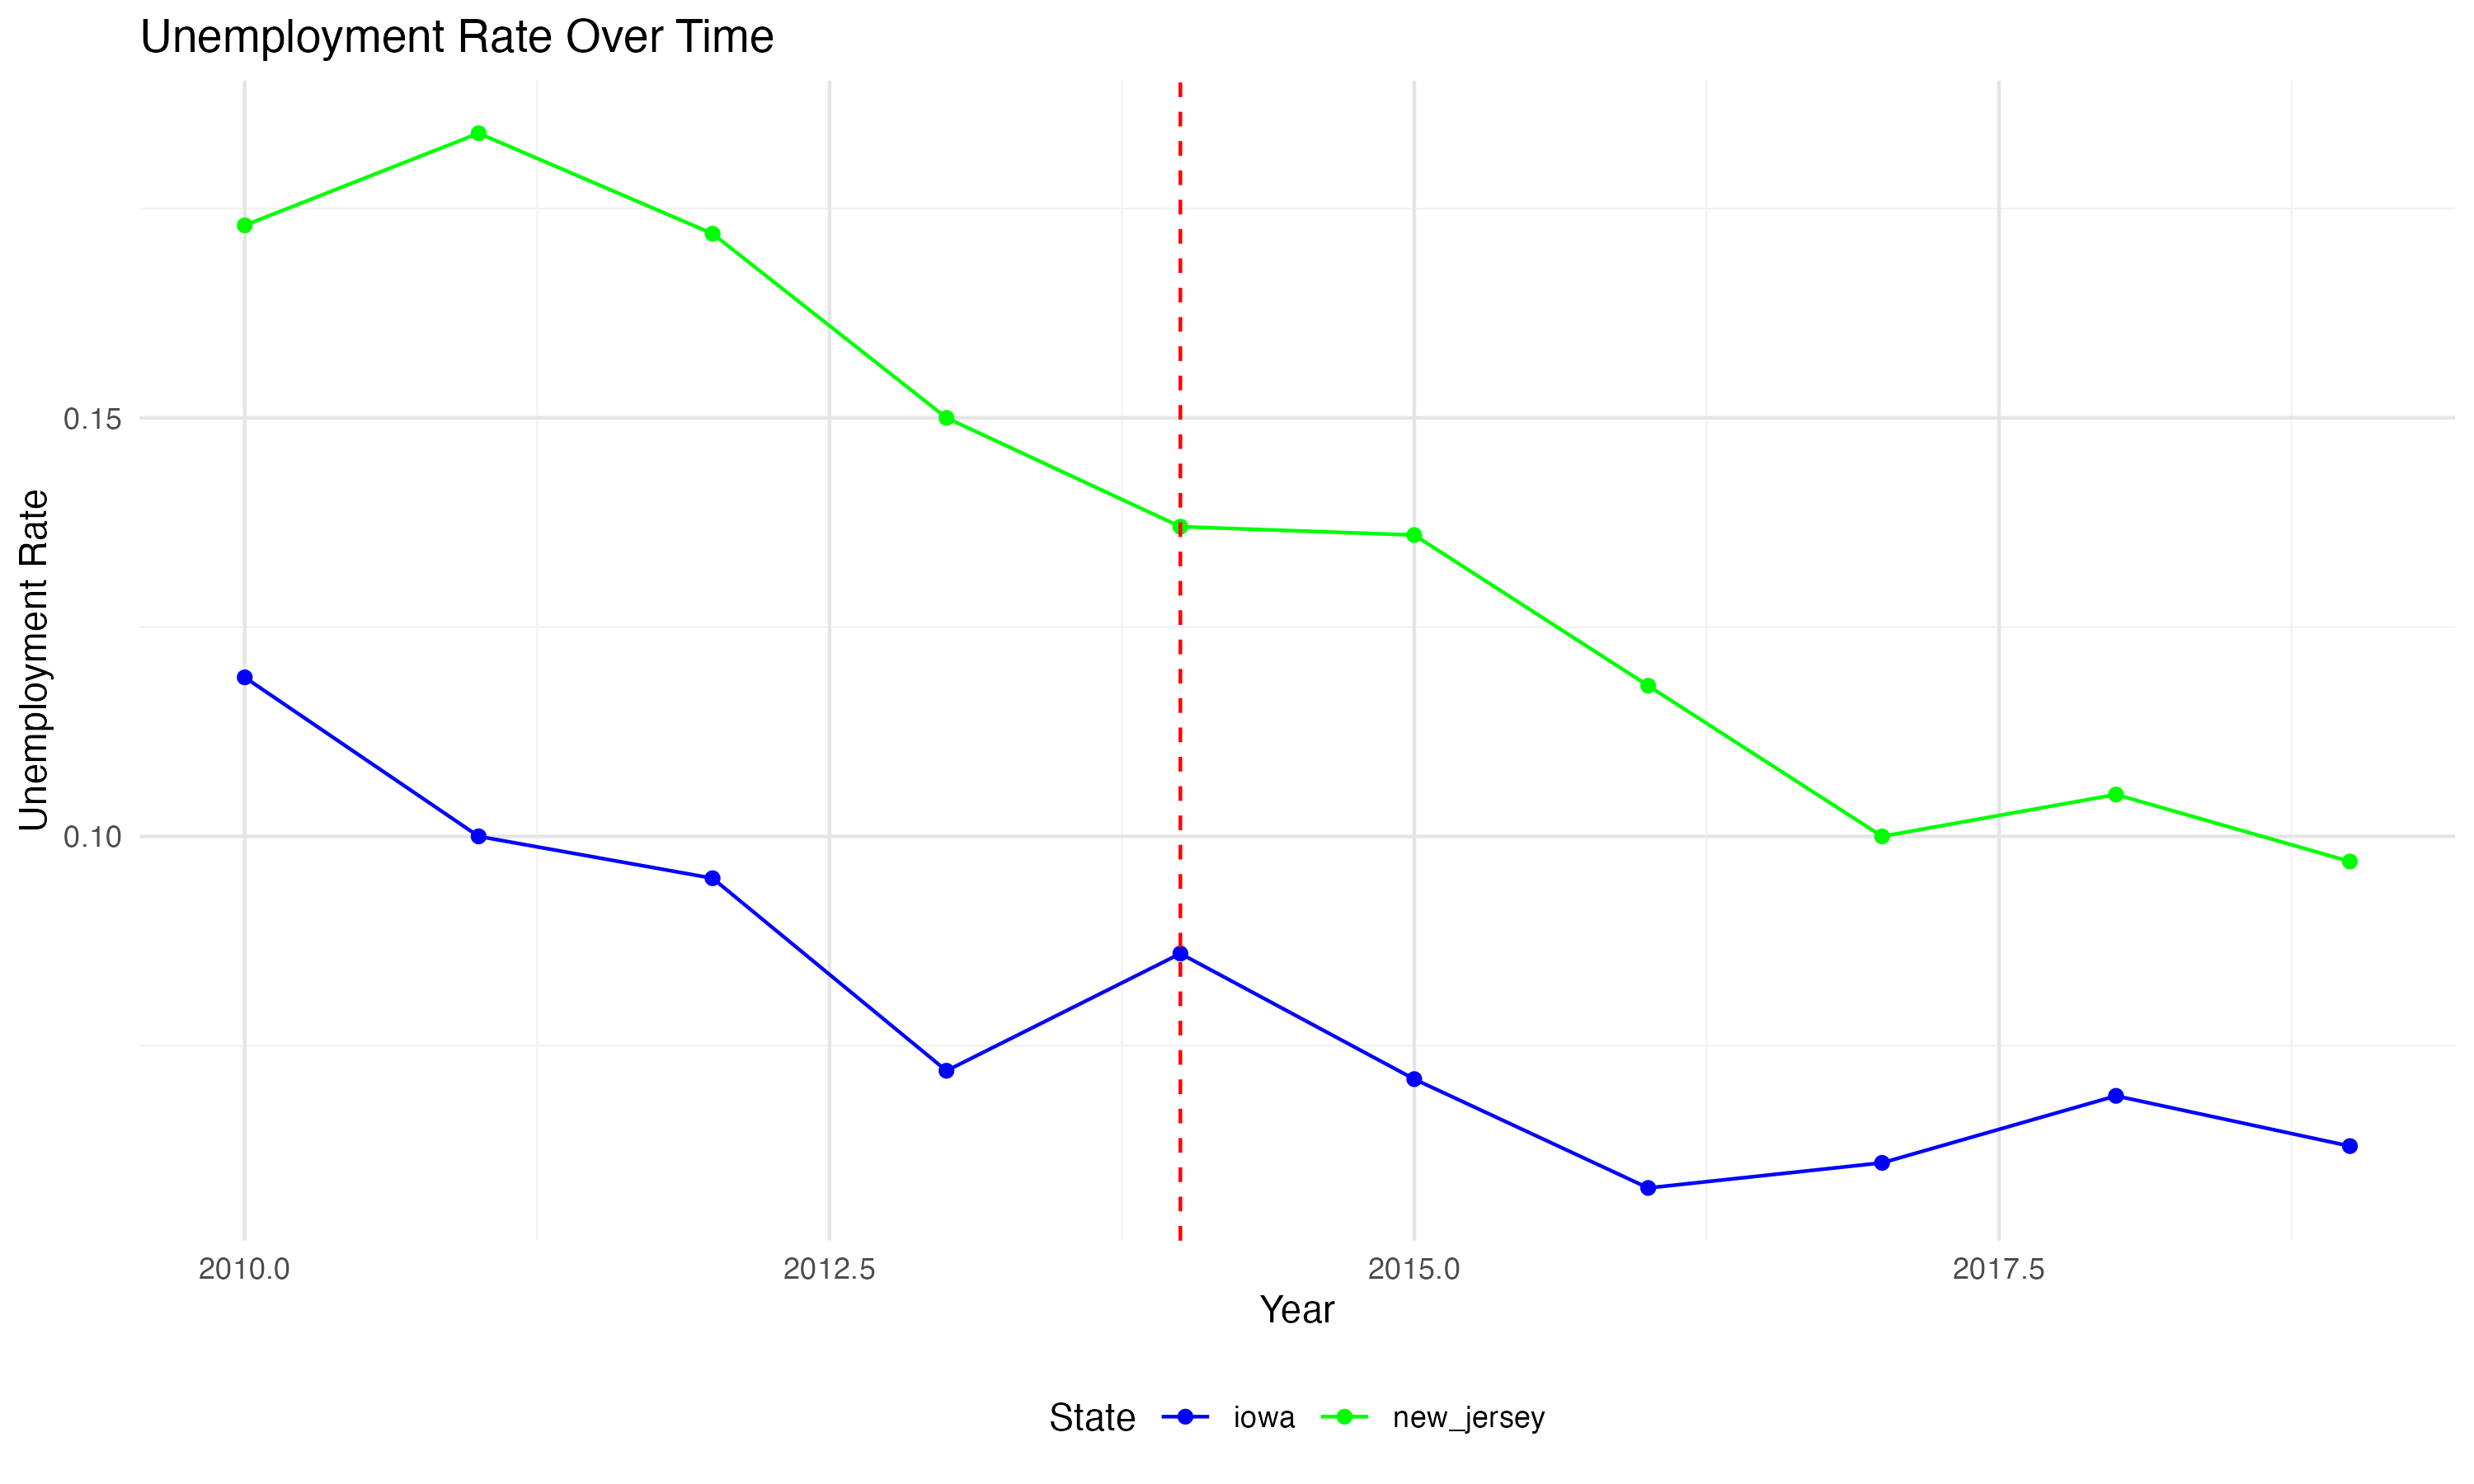 Unemployment Rate Over Time
Unemployment Rate
0.15
0.10
2010.0 2012.5 2015.0 2017.5
Year
State iowa new_jersey